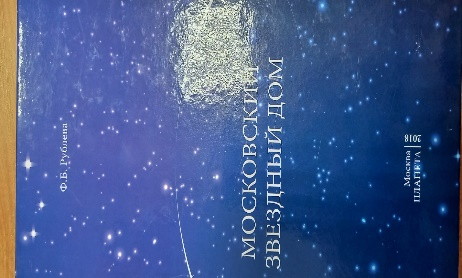 Ф.Б. Рублева
МОСКОВСКИЙ
ЗВЕЗДНЫЙ ДОМ
Москва
ПЛАНЕТА
2018